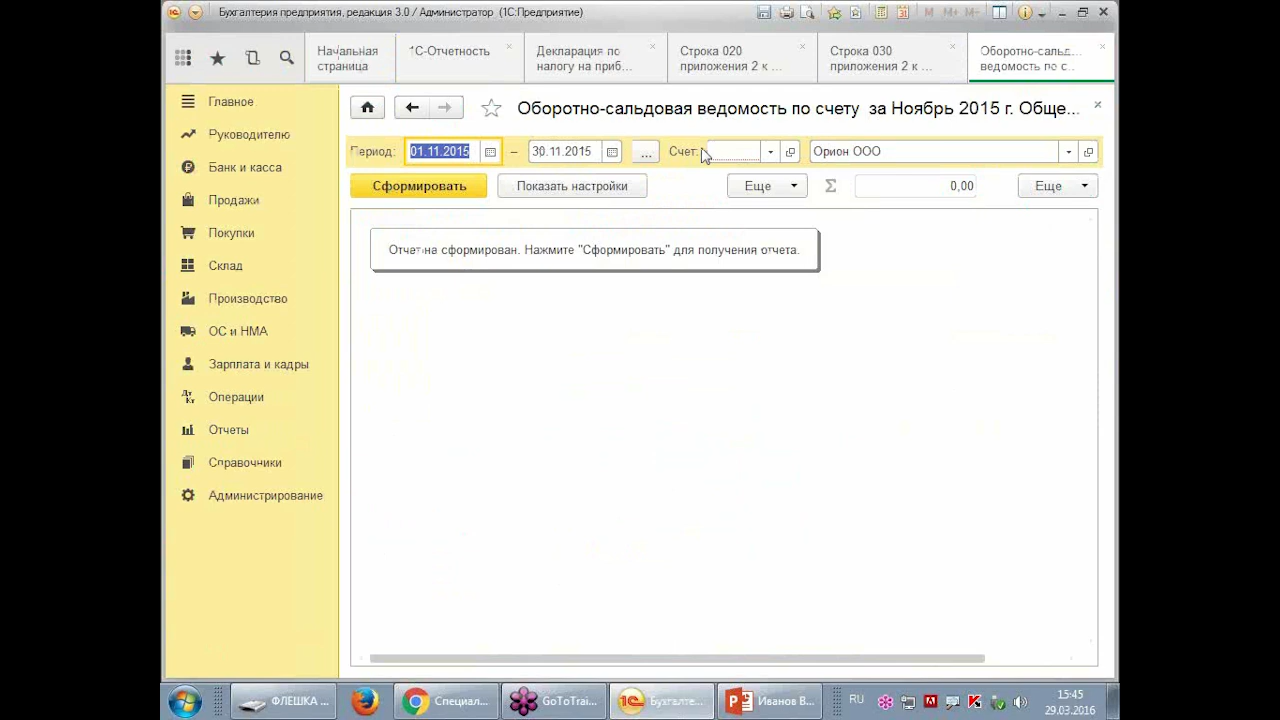 Бухгалтерия предприятия, редакция 3.0 / Администратор (1С:Предприятие)
M M+ M-
Начальная страница
1С-Отчетность
Декларация по налогу на приб...
Строка 020 приложения 2 к ...
Строка 030 приложения 2 к ...
Оборотно-сальд... ведомость по с...
Главное
Руководителю
Банк и касса
Продажи
Покупки
Склад
Производство
ОС и НМА
Зарплата и кадры
Операции
Отчеты
Справочники
Администрирование
Оборотно-сальдовая ведомость по счету за Ноябрь 2015 г. Обще...
Период: 01.11.2015 – 30.11.2015 ... Счет: Орион ООО
Сформировать Показать настройки Еще Σ 0,00 Еще
Отчет не сформирован. Нажмите "Сформировать" для получения отчета.
ФЛЕШКА ...
Специал...
GoToTrai...
Бухгалте...
Иванов В...
RU
15:45
29.03.2016